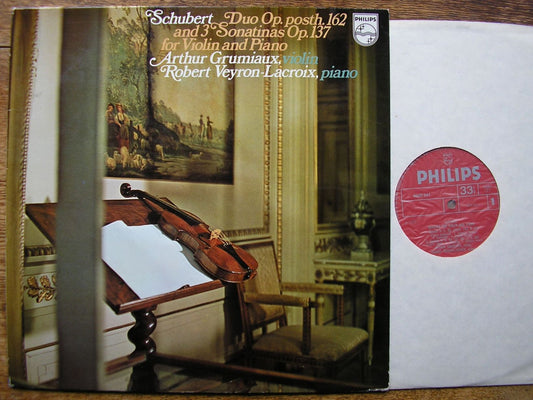 Schubert Duo Op. posth. 162
and 3 Sonatinas Op. 137
for Violin and Piano
Arthur Grumiaux, violin
Robert Veyron-Lacroix, piano
PHILIPS
PHILIPS
33
1